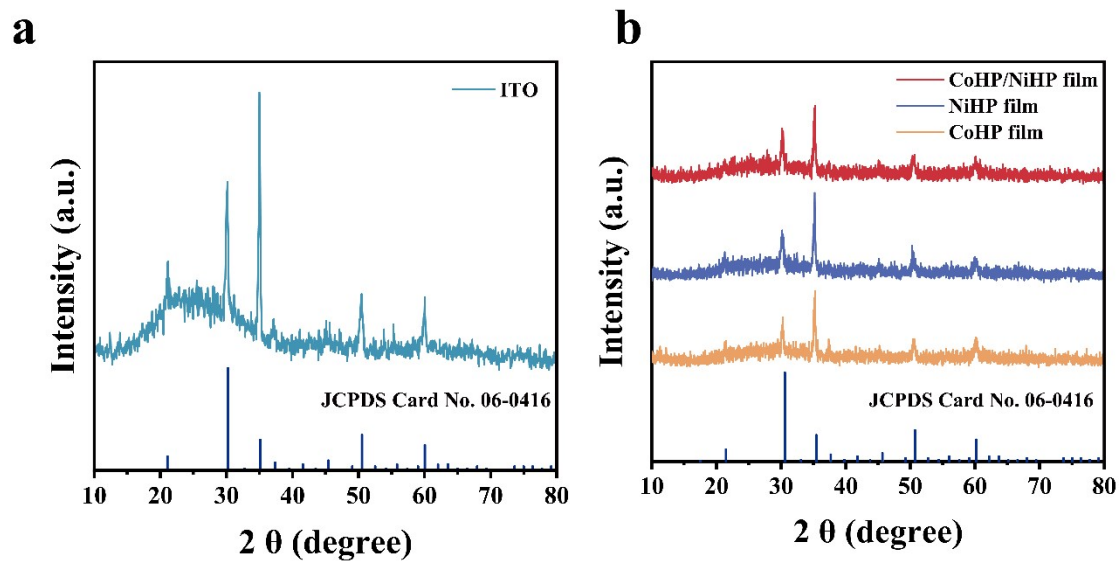 a
ITO
Intensity (a.u.)
JCPDS Card No. 06-0416
10 20 30 40 50 60 70 80
2 θ (degree)
b
CoHP/NiHP film
NiHP film
CoHP film
Intensity (a.u.)
JCPDS Card No. 06-0416
10 20 30 40 50 60 70 80
2 θ (degree)